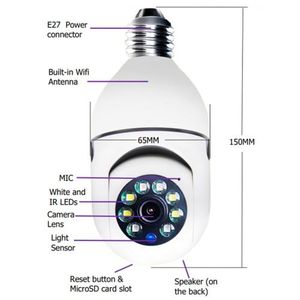 E27 Power
connector
Built-in Wifi
Antenna
65MM
150MM
MIC
White and
IR LEDs
Camera
Lens
Light
Sensor
Reset button &
MicroSD card slot
Speaker (on
the back)